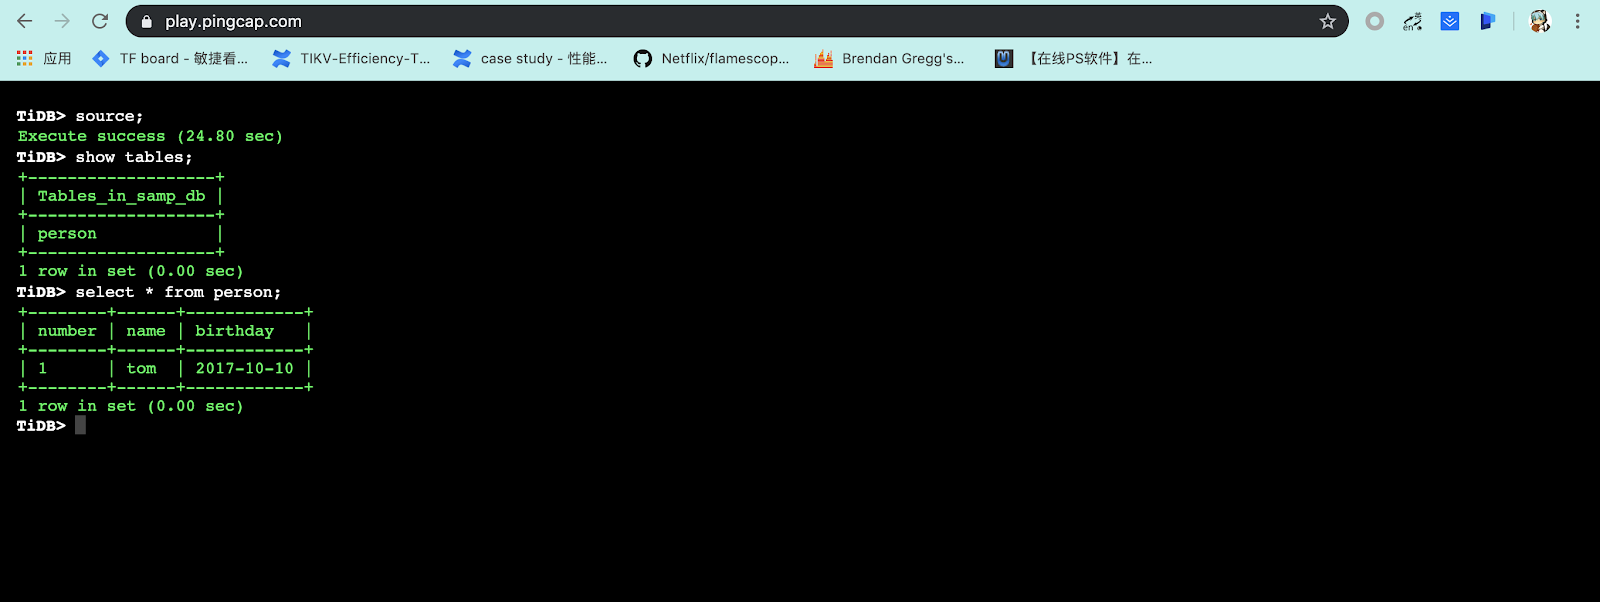 play.pingcap.com
应用 TF board - 敏捷看... TIKV-Efficiency-T... case study - 性能... Netflix/flamescop... Brendan Gregg's... 【在线PS软件】在...
TiDB> source;
Execute success (24.80 sec)
TiDB> show tables;
+-------------------+
| Tables_in_samp_db |
+-------------------+
| person            |
+-------------------+
1 row in set (0.00 sec)
TiDB> select * from person;
+--------+------+------------+
| number | name | birthday   |
+--------+------+------------+
| 1      | tom  | 2017-10-10 |
+--------+------+------------+
1 row in set (0.00 sec)
TiDB>